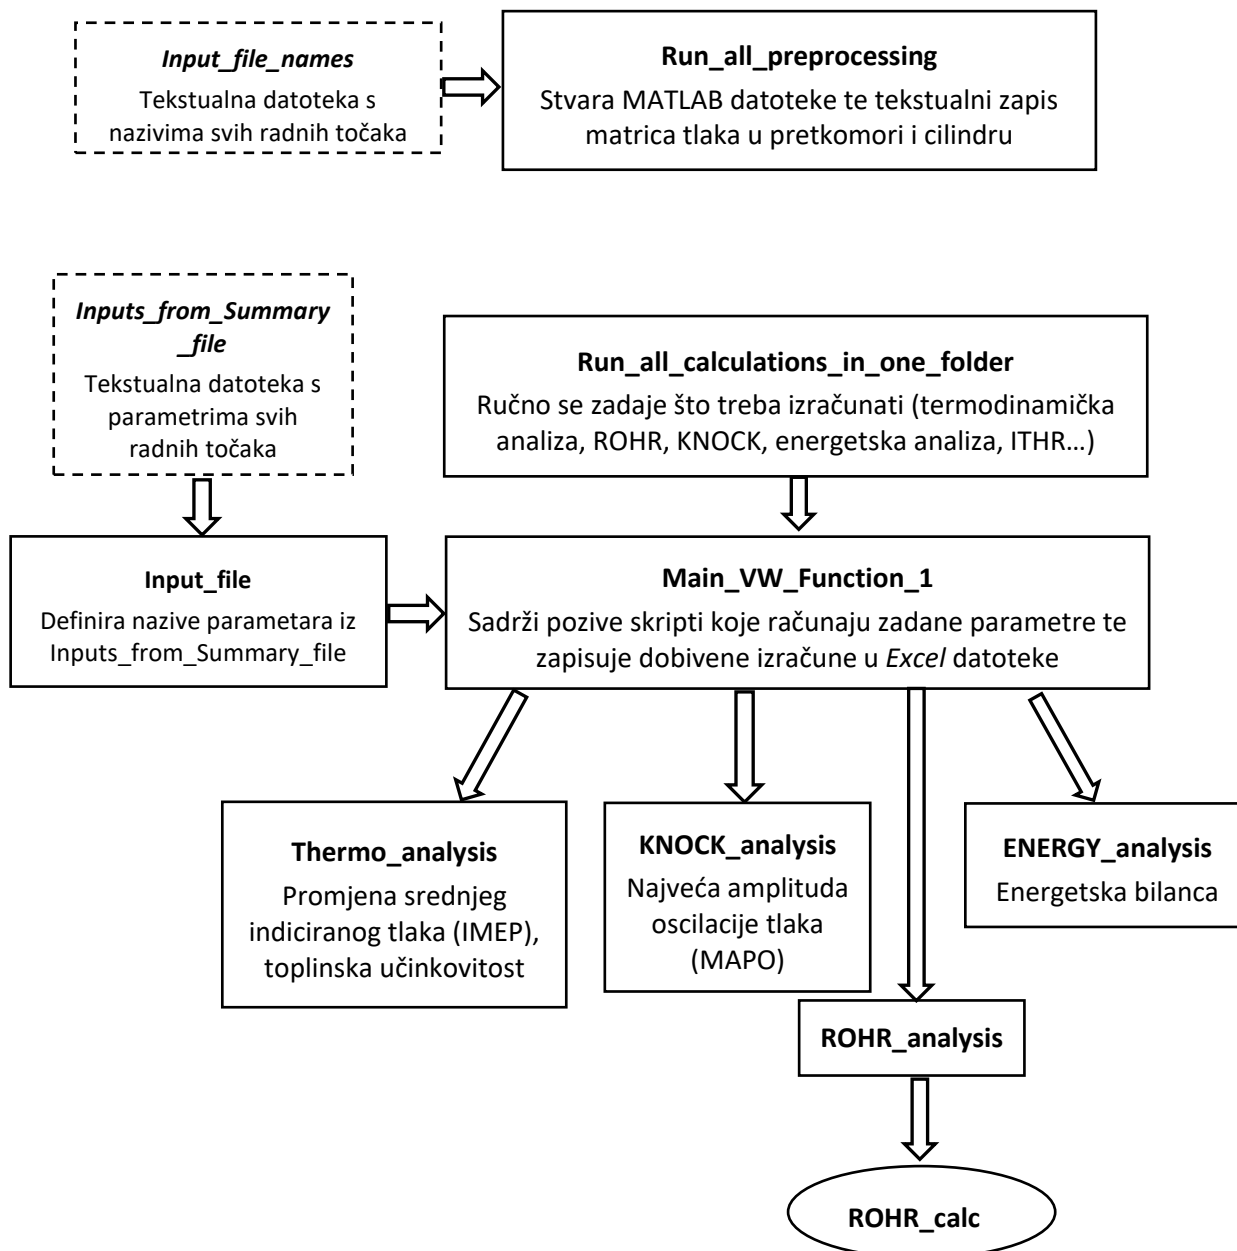 Input_file_names
Tekstualna datoteka s
nazivima svih radnih točaka
Run_all_preprocessing
Stvara MATLAB datoteke te tekstualni zapis
matrica tlaka u pretkomori i cilindru
Inputs_from_Summary
_file
Tekstualna datoteka s
parametrima svih
radnih točaka
Run_all_calculations_in_one_folder
Ručno se zadaje što treba izračunati (termodinamička
analiza, ROHR, KNOCK, energetska analiza, ITHR...)
Input_file
Definira nazive parametara iz
Inputs_from_Summary_file
Main_VW_Function_1
Sadrži pozive skripti koje računaju zadane parametre te
zapisuje dobivene izračune u Excel datoteke
Thermo_analysis
Promjena srednjeg
indiciranog tlaka (IMEP),
toplinska učinkovitost
KNOCK_analysis
Najveća amplituda
oscilacije tlaka
(MAPO)
ENERGY_analysis
Energetska bilanca
ROHR_analysis
ROHR_calc